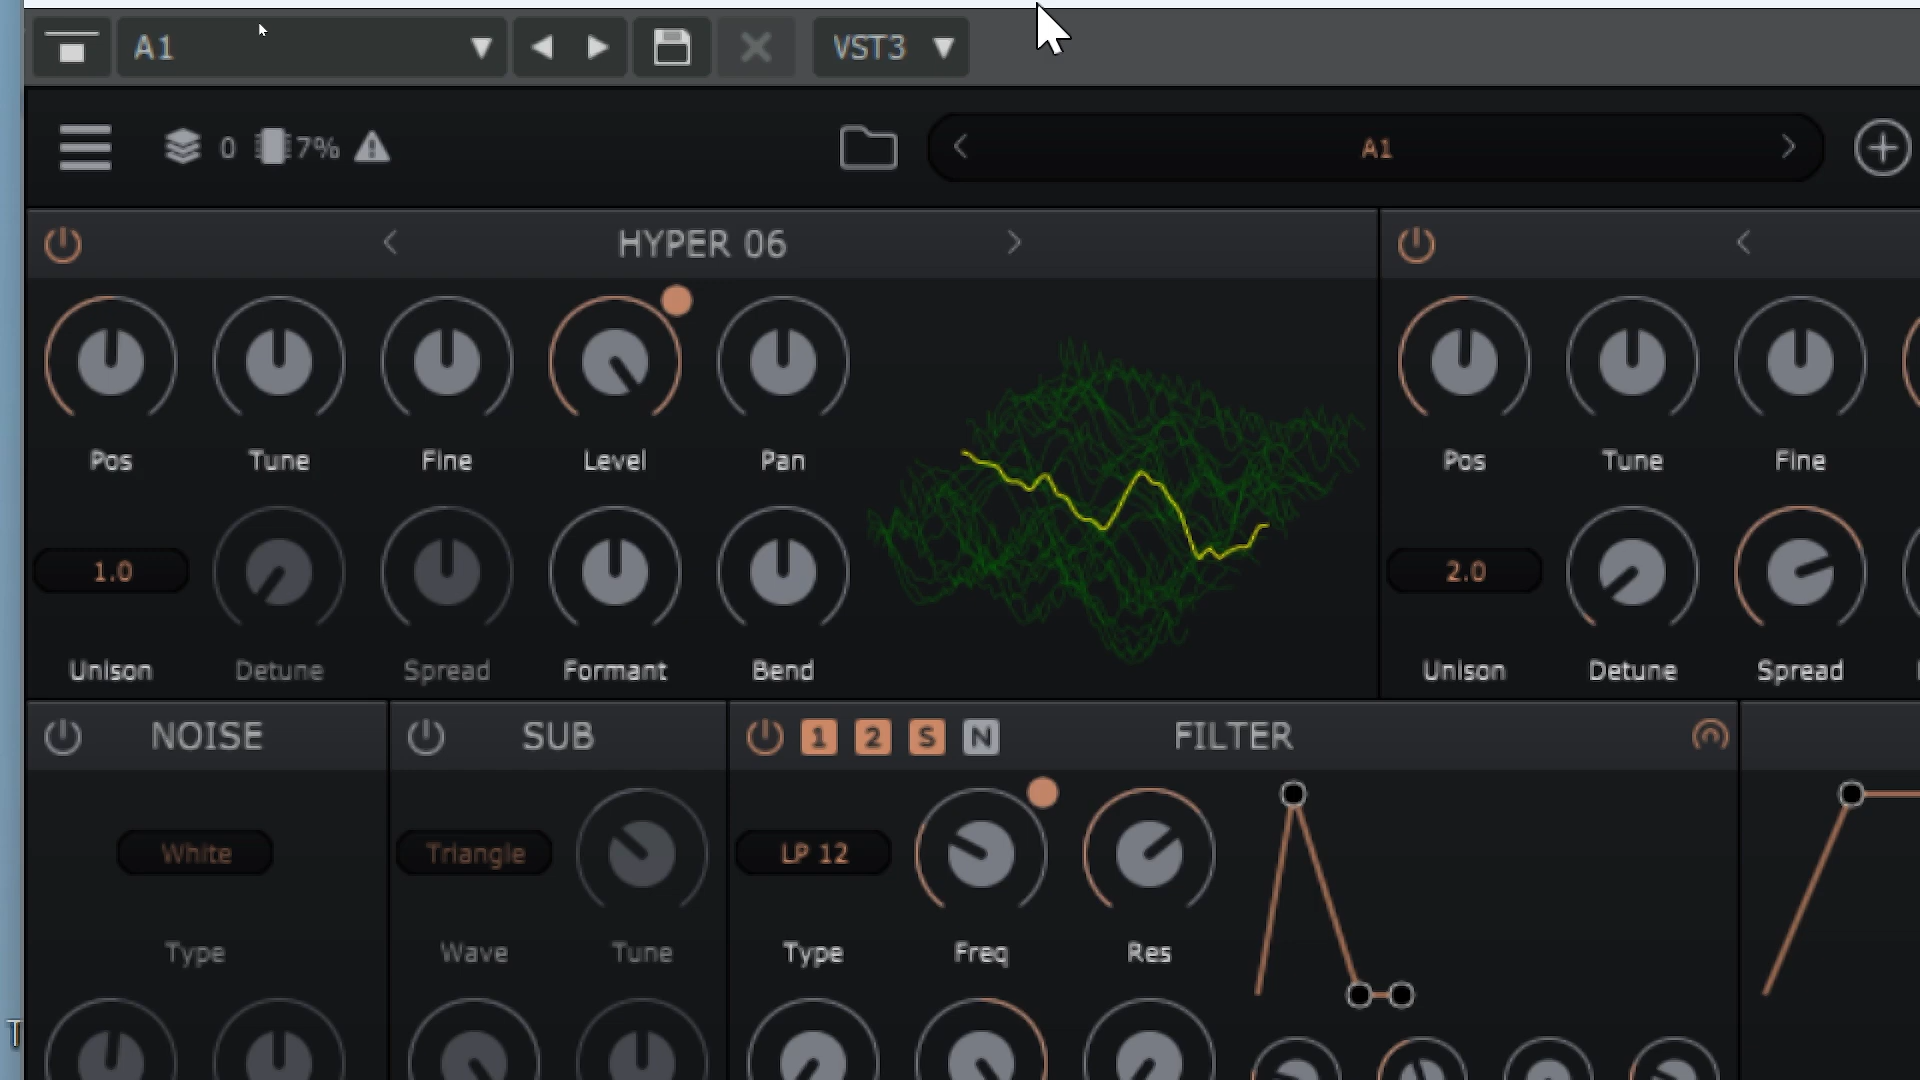 A1
VST3
0
7%
A1
HYPER 06
Pos
Tune
Fine
Level
Pan
Pos
Tune
Fine
1.0
2.0
Unison
Detune
Spread
Formant
Bend
Unison
Detune
Spread
NOISE
SUB
1 2 S N
FILTER
White
Triangle
LP 12
Type
Wave
Tune
Type
Freq
Res
T